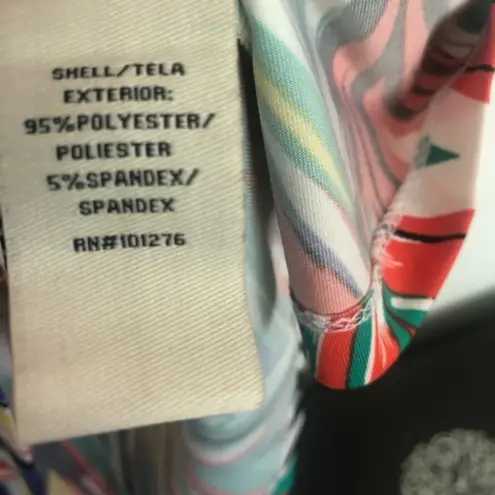 SHELL/TELA
EXTERIOR:
95%POLYESTER/
POLIESTER
5%SPANDEX/
SPANDEX
RN#101276